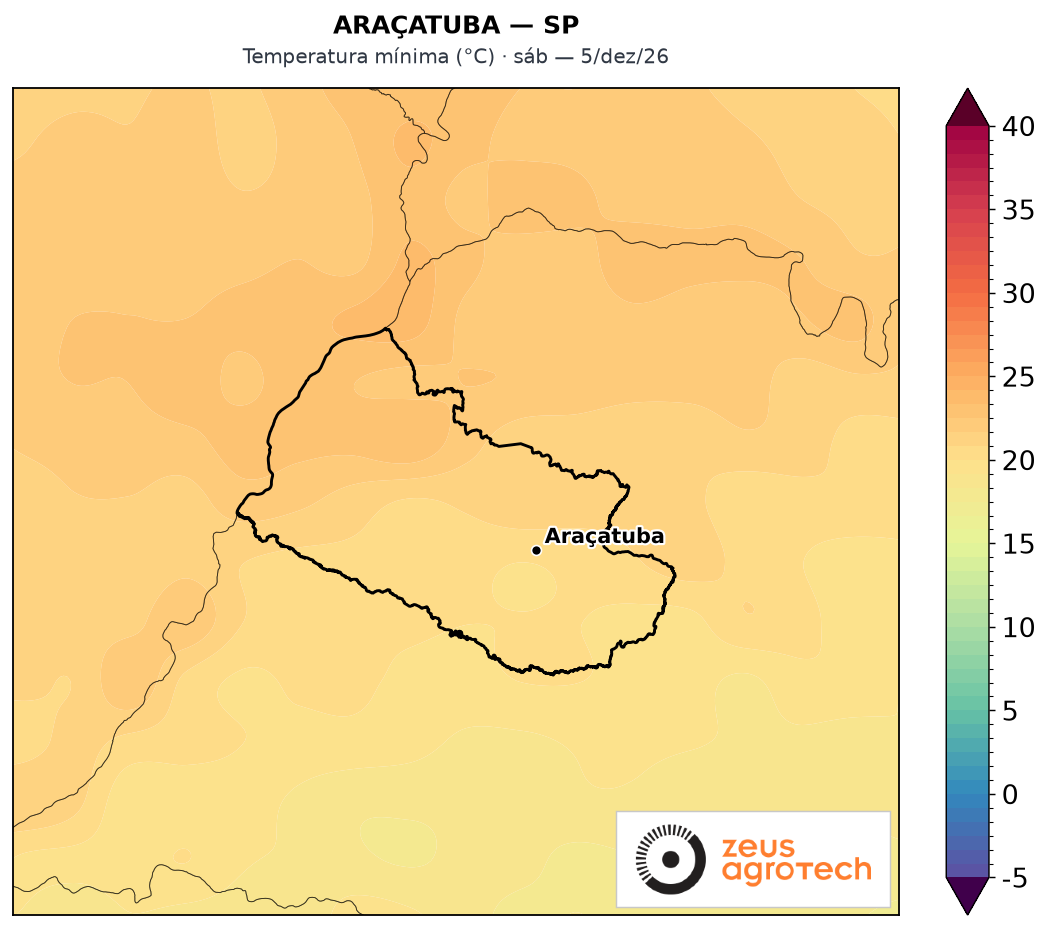 ARAÇATUBA — SP
Temperatura mínima (°C) · sáb — 5/dez/26
40
35
30
25
20
15
10
5
0
-5
Araçatuba
zeus
agrotech